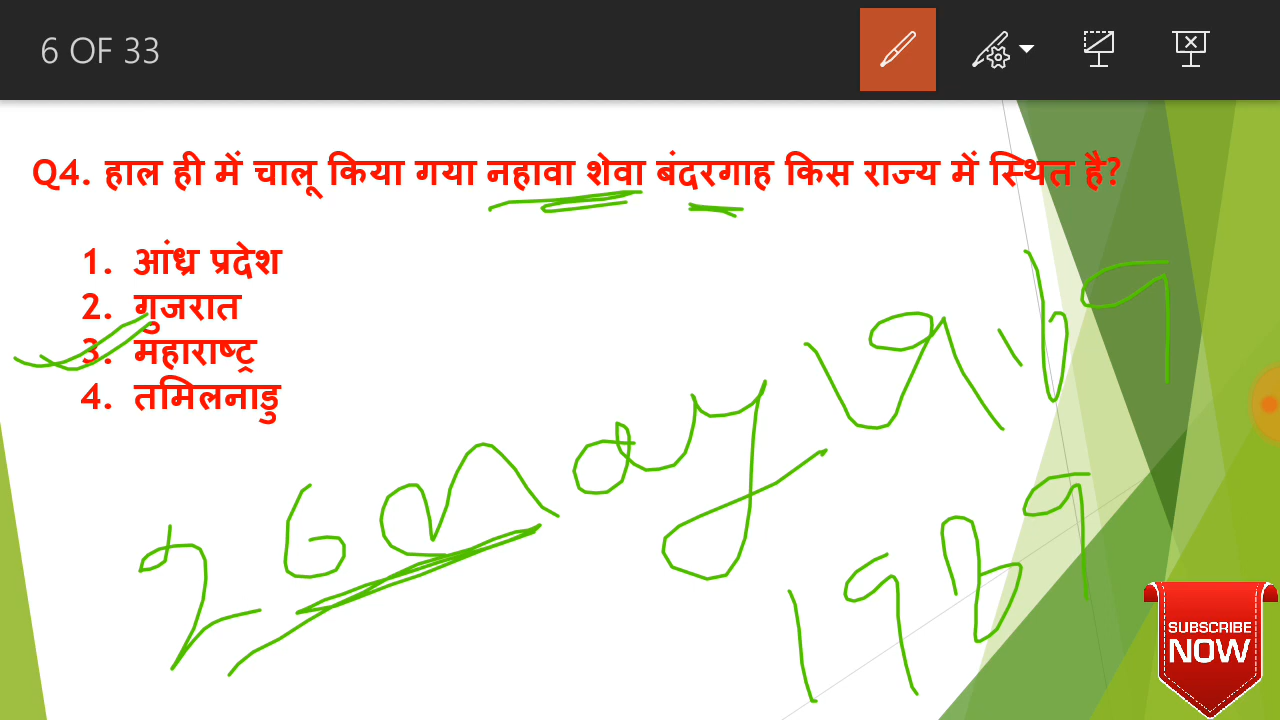 6 OF 33
Q4. हाल ही में चालू किया गया नहावा शेवा बंदरगाह किस राज्य में स्थित है?
1. आंध्र प्रदेश
2. गुजरात
3. महाराष्ट्र
4. तमिलनाडु
26 may
1989
SUBSCRIBE
NOW